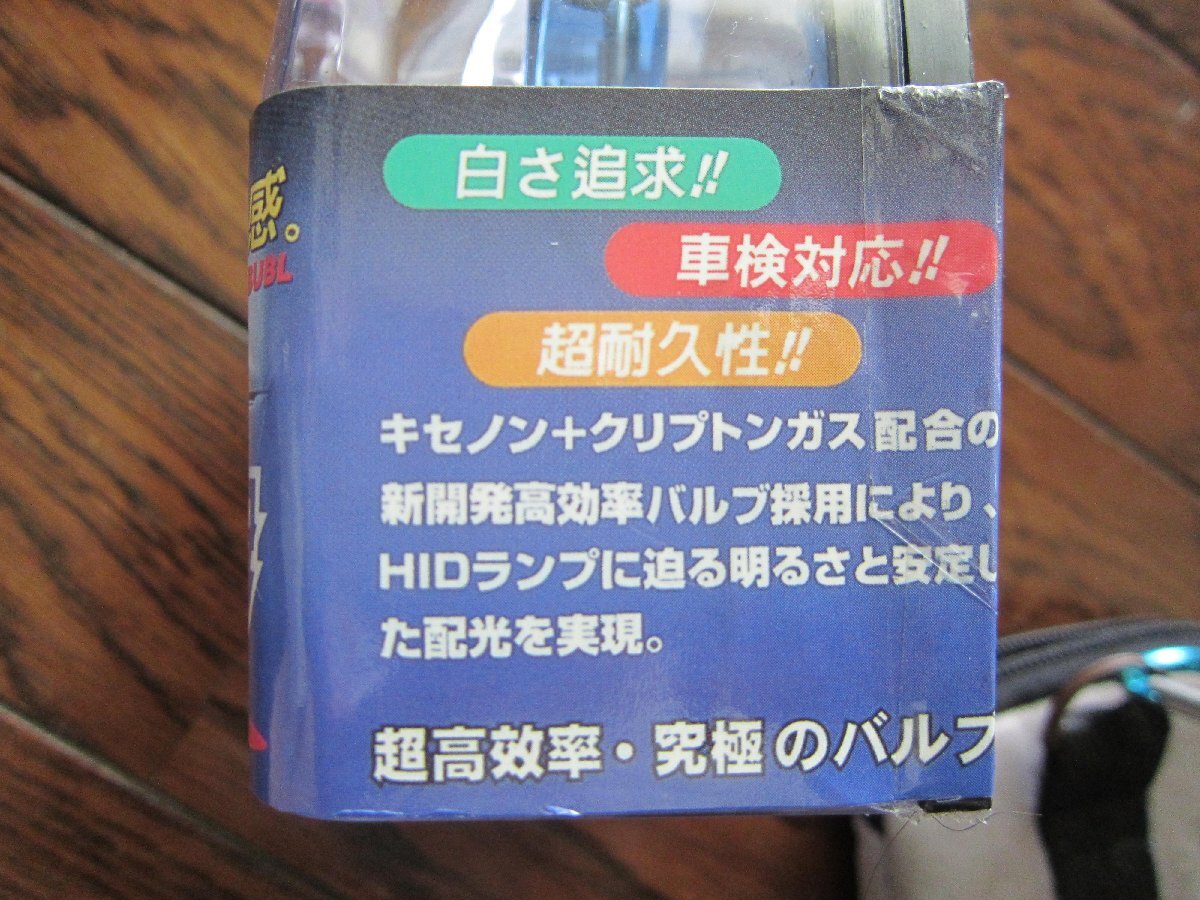 白さ追求!!
感。
UBL
車検対応!!
超耐久性!!
キセノン+クリプトンガス配合の
新開発高効率バルブ採用により、
HIDランプに迫る明るさと安定し
た配光を実現。
超高効率・究極のバルブ